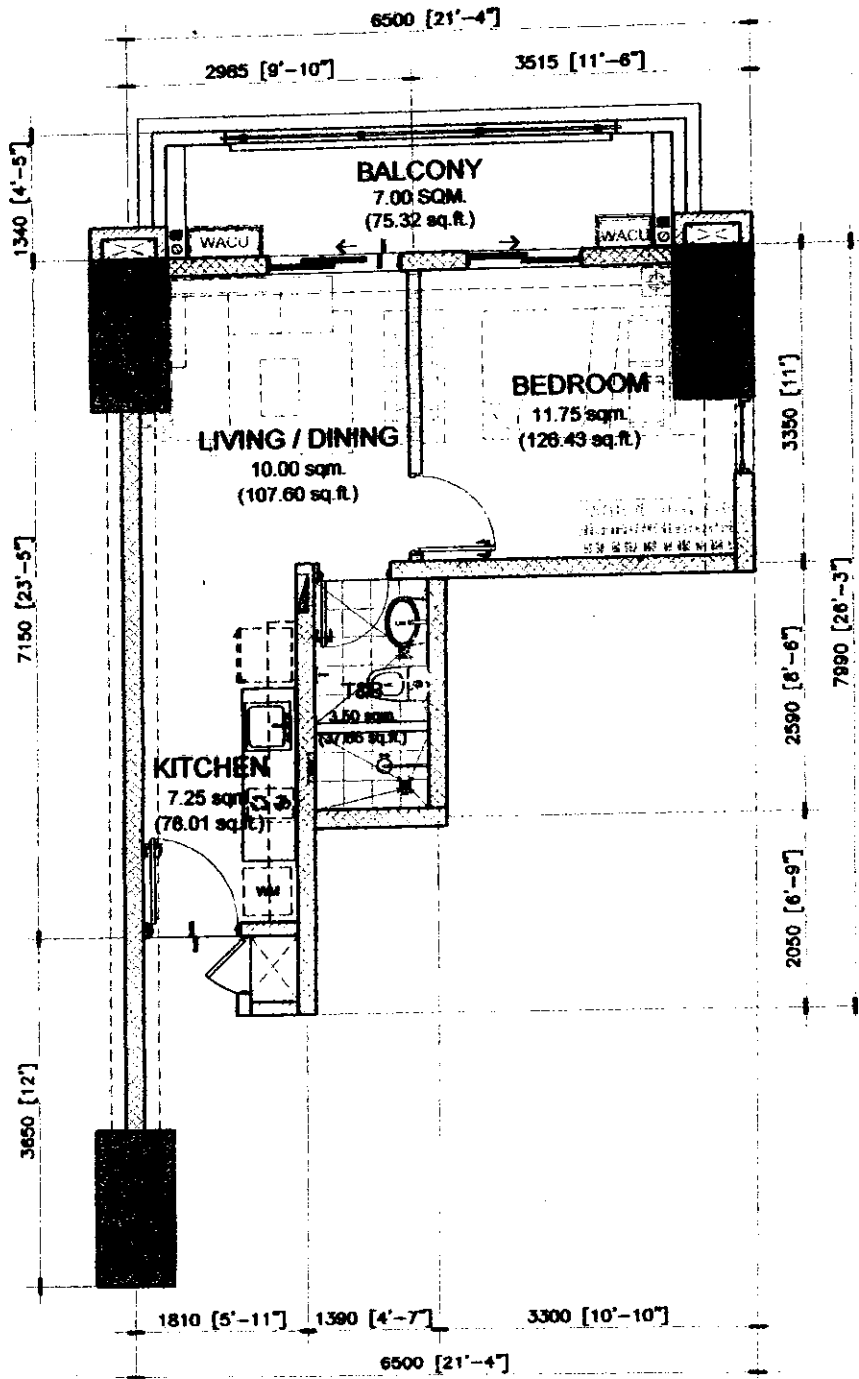 6500 [21'-4"]
2985 [9'-10"]
3515 [11'-6"]
1340 [4'-5"]
BALCONY
7.00 SQM.
(75.32 sq.ft.)
WACU
WACU
BEDROOM
11.75 sqm.
(126.43 sq.ft.)
3350 [11']
LIVING / DINING
10.00 sqm.
(107.60 sq.ft.)
7150 [23'-5"]
7990 [26'-3"]
2590 [8'-6"]
T&B
3.50 sqm.
(37.66 sq.ft.)
KITCHEN
7.25 sqm.
(78.01 sq.ft.)
WM
2050 [6'-9"]
3650 [12']
1810 [5'-11"]
1390 [4'-7"]
3300 [10'-10"]
6500 [21'-4"]